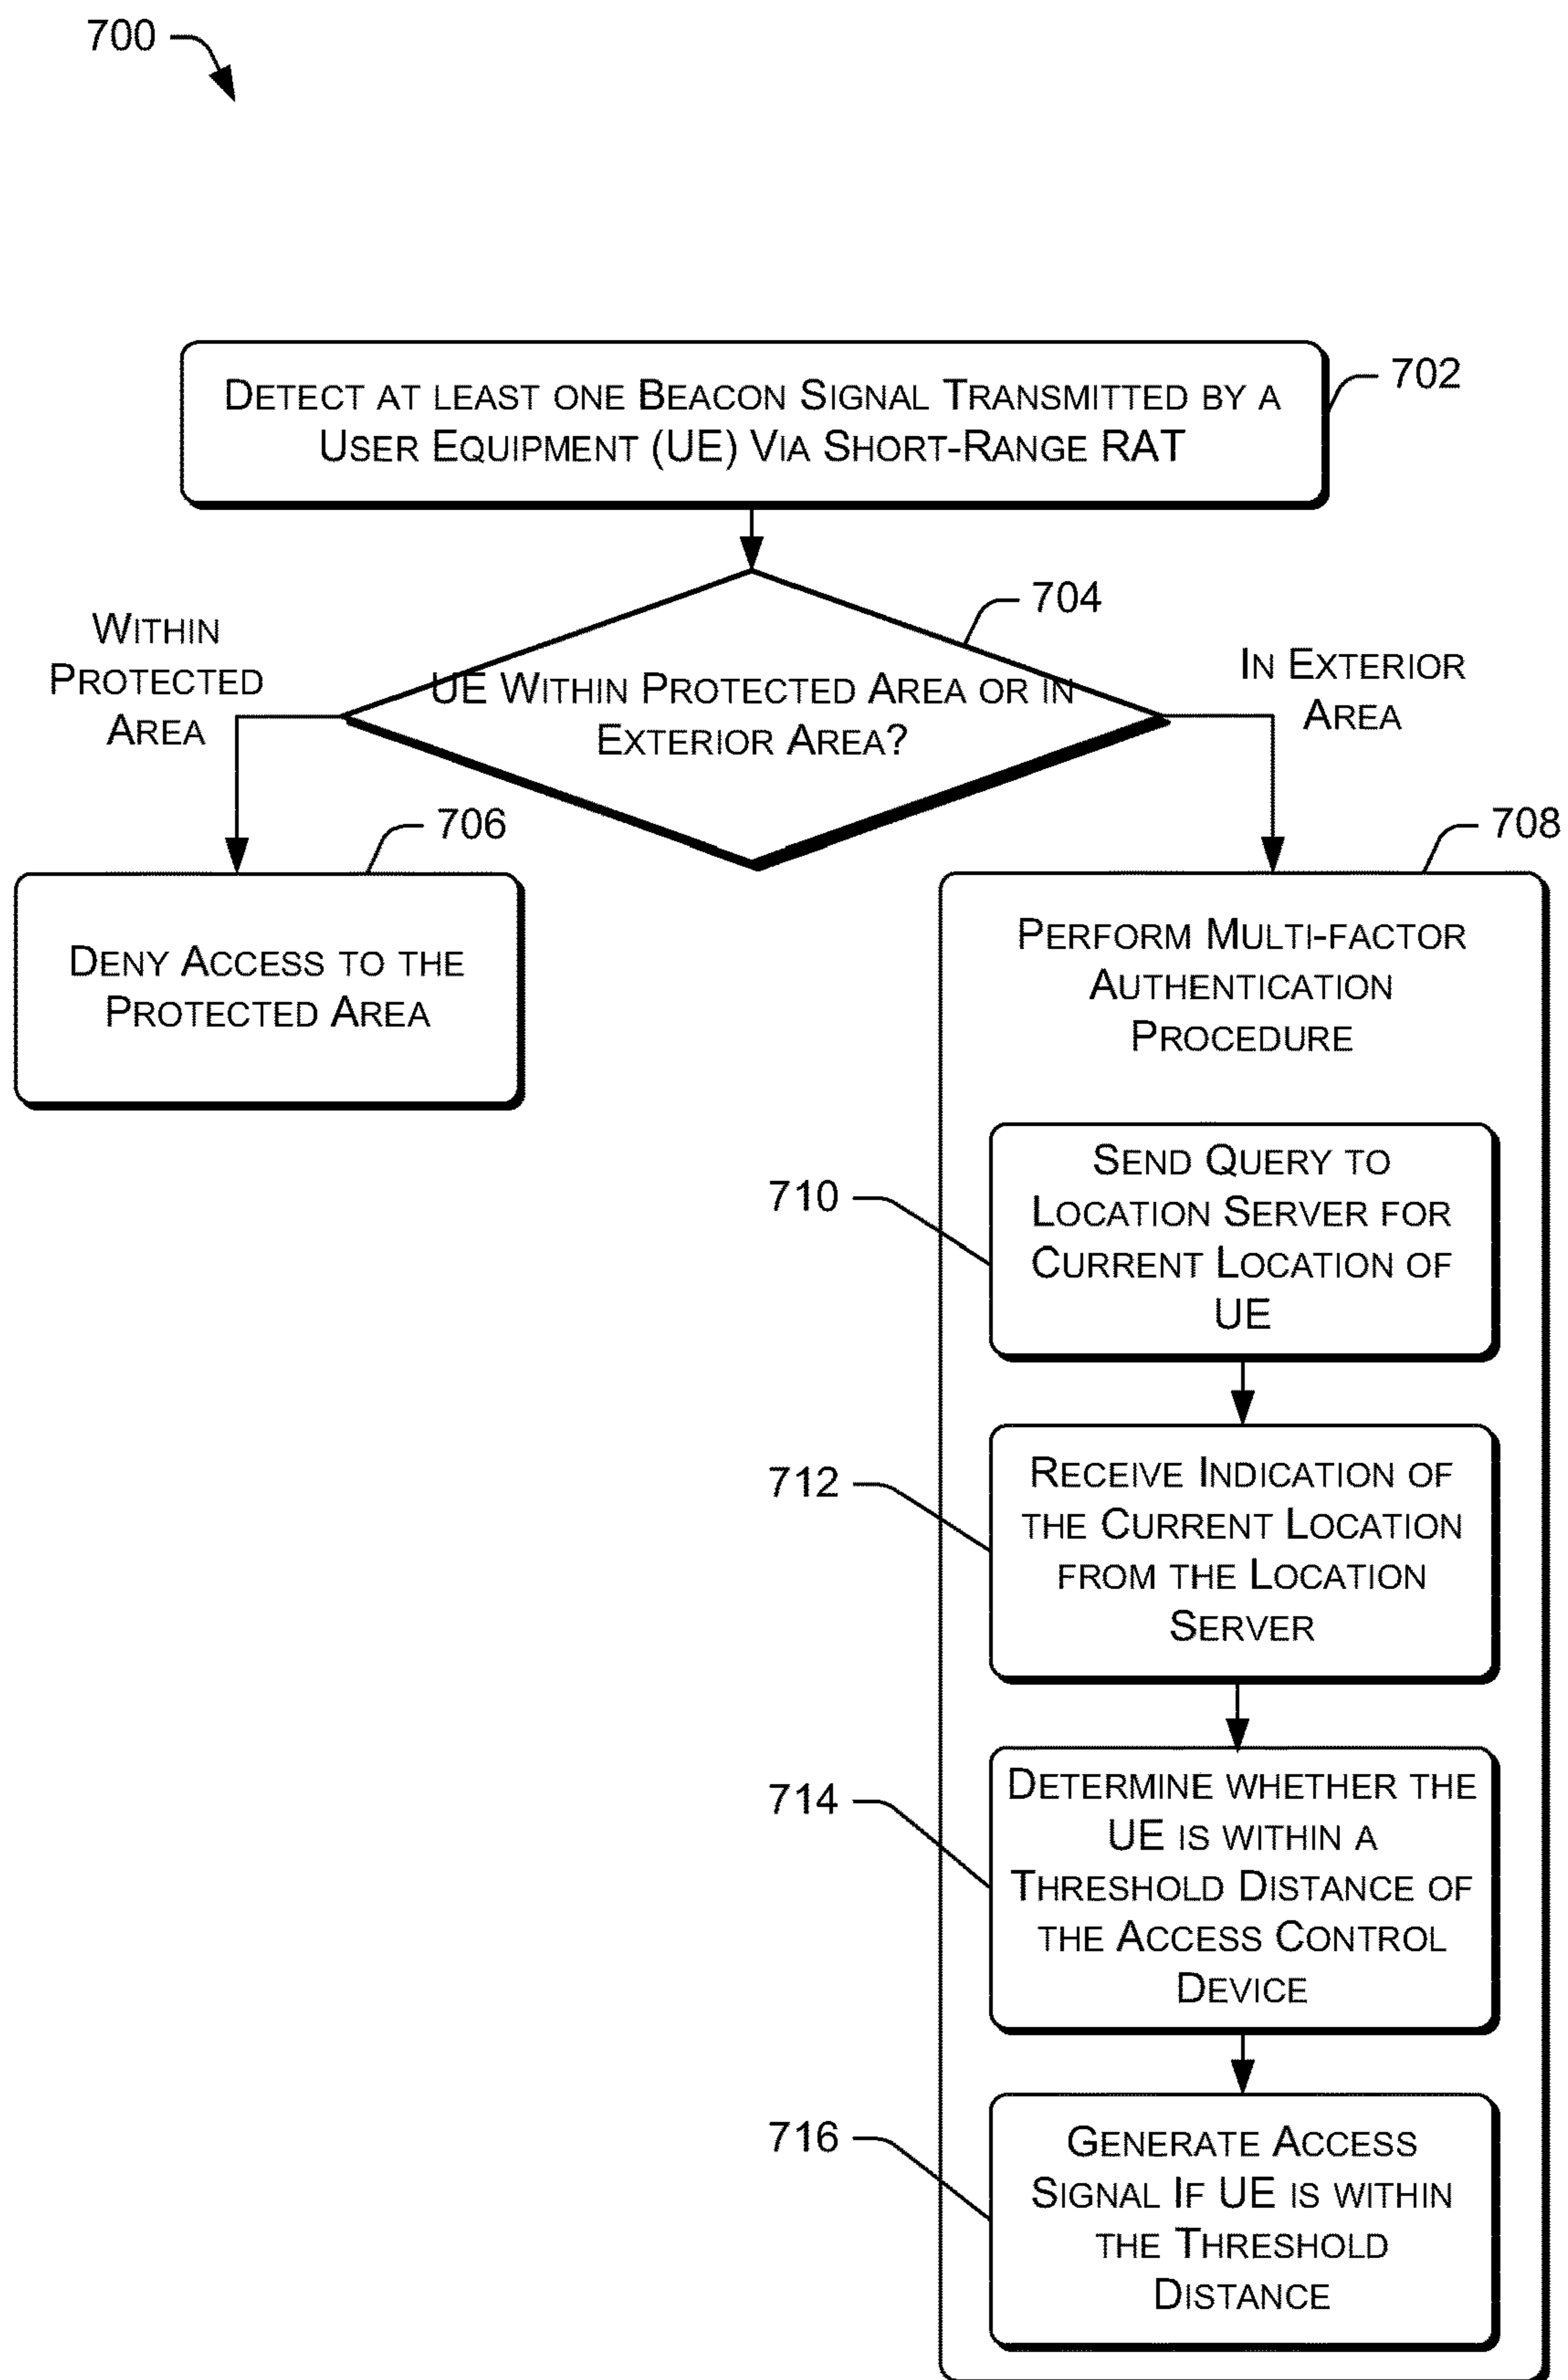 700
DETECT AT LEAST ONE BEACON SIGNAL TRANSMITTED BY A
USER EQUIPMENT (UE) VIA SHORT-RANGE RAT
702
704
WITHIN
PROTECTED
AREA
UE WITHIN PROTECTED AREA OR IN
EXTERIOR AREA?
IN EXTERIOR
AREA
706
DENY ACCESS TO THE
PROTECTED AREA
708
PERFORM MULTI-FACTOR
AUTHENTICATION
PROCEDURE
710
SEND QUERY TO
LOCATION SERVER FOR
CURRENT LOCATION OF
UE
712
RECEIVE INDICATION OF
THE CURRENT LOCATION
FROM THE LOCATION
SERVER
714
DETERMINE WHETHER THE
UE IS WITHIN A
THRESHOLD DISTANCE OF
THE ACCESS CONTROL
DEVICE
716
GENERATE ACCESS
SIGNAL IF UE IS WITHIN
THE THRESHOLD
DISTANCE